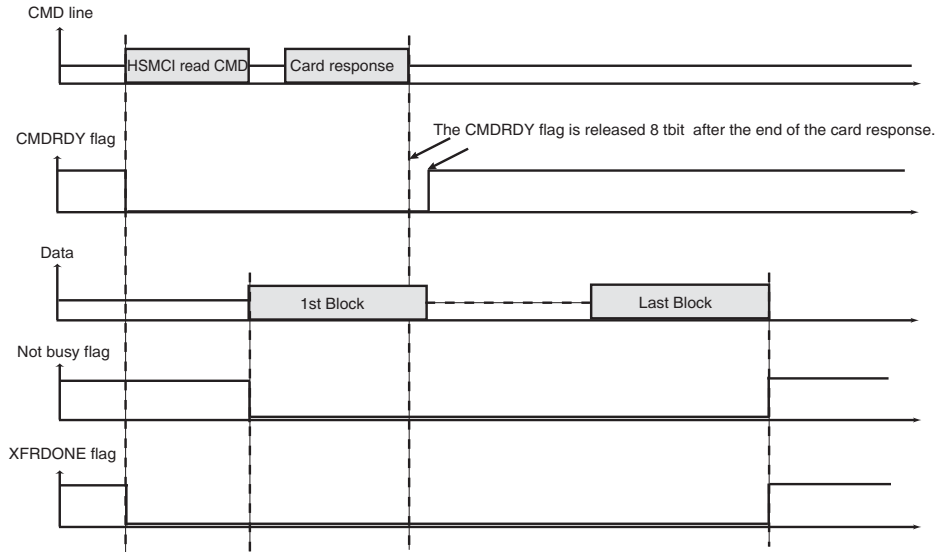 CMD line
HSMCI read CMD
Card response
CMDRDY flag
The CMDRDY flag is released 8 tbit after the end of the card response.
Data
1st Block
Last Block
Not busy flag
XFRDONE flag